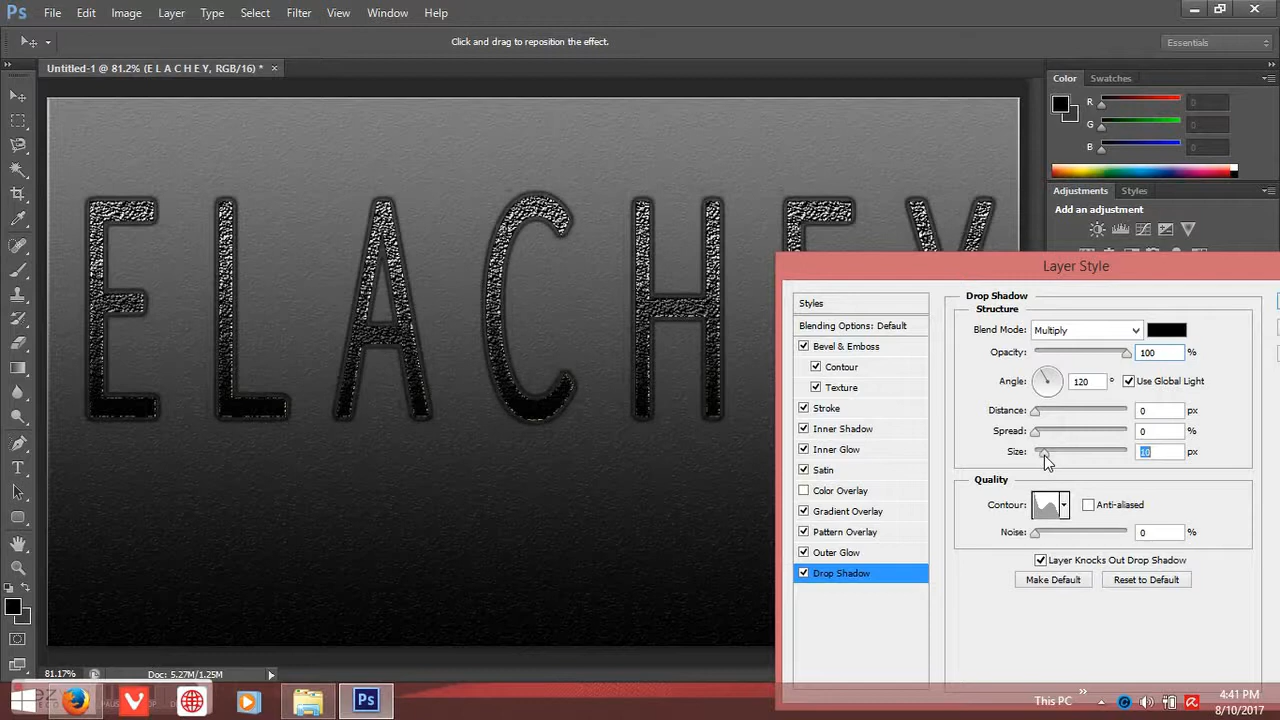 Ps File Edit Image Layer Type Select Filter View Window Help
Click and drag to reposition the effect.
Essentials
Untitled-1 @ 81.2% (E L A C H E Y, RGB/16) *
Color Swatches
R 0
G 0
B 0
Adjustments Styles
Add an adjustment
E L A C H E Y
Layer Style
Styles
Blending Options: Default
Bevel & Emboss
Contour
Texture
Stroke
Inner Shadow
Inner Glow
Satin
Color Overlay
Gradient Overlay
Pattern Overlay
Outer Glow
Drop Shadow
Drop Shadow
Structure
Blend Mode: Multiply
Opacity: 100 %
Angle: 120 ° Use Global Light
Distance: 0 px
Spread: 0 %
Size: 10 px
Quality
Contour: Anti-aliased
Noise: 0 %
Layer Knocks Out Drop Shadow
Make Default Reset to Default
81.17% Doc: 5.27M/1.25M
Ps
This PC
4:41 PM
8/10/2017